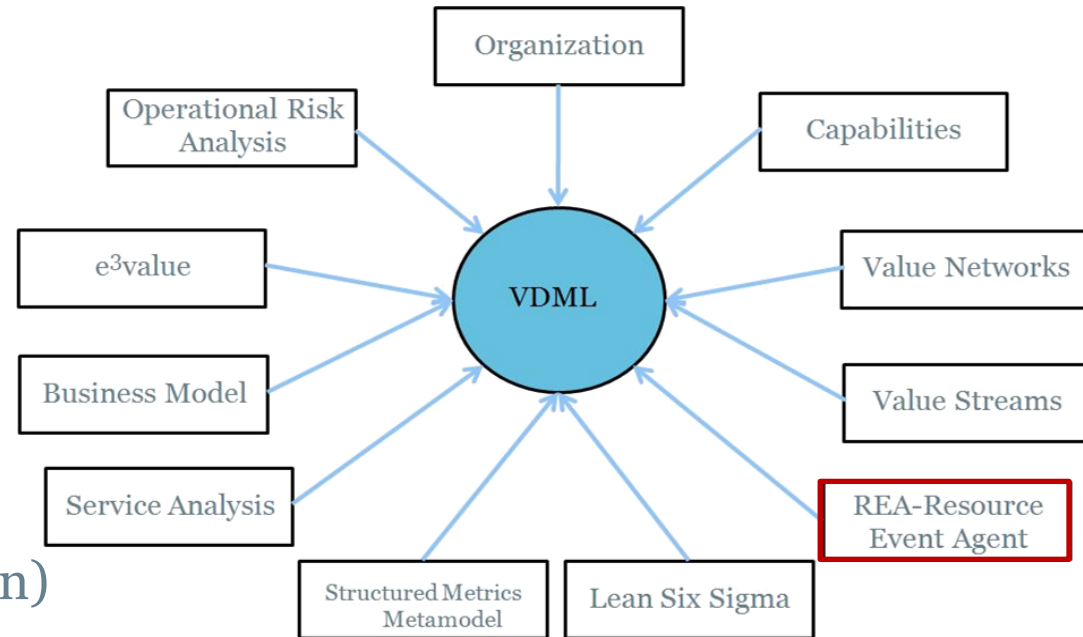 Organization
Operational Risk
Analysis
Capabilities
e³value
VDML
Value Networks
Business Model
Value Streams
Service Analysis
REA-Resource
Event Agent
n)
Structured Metrics
Metamodel
Lean Six Sigma